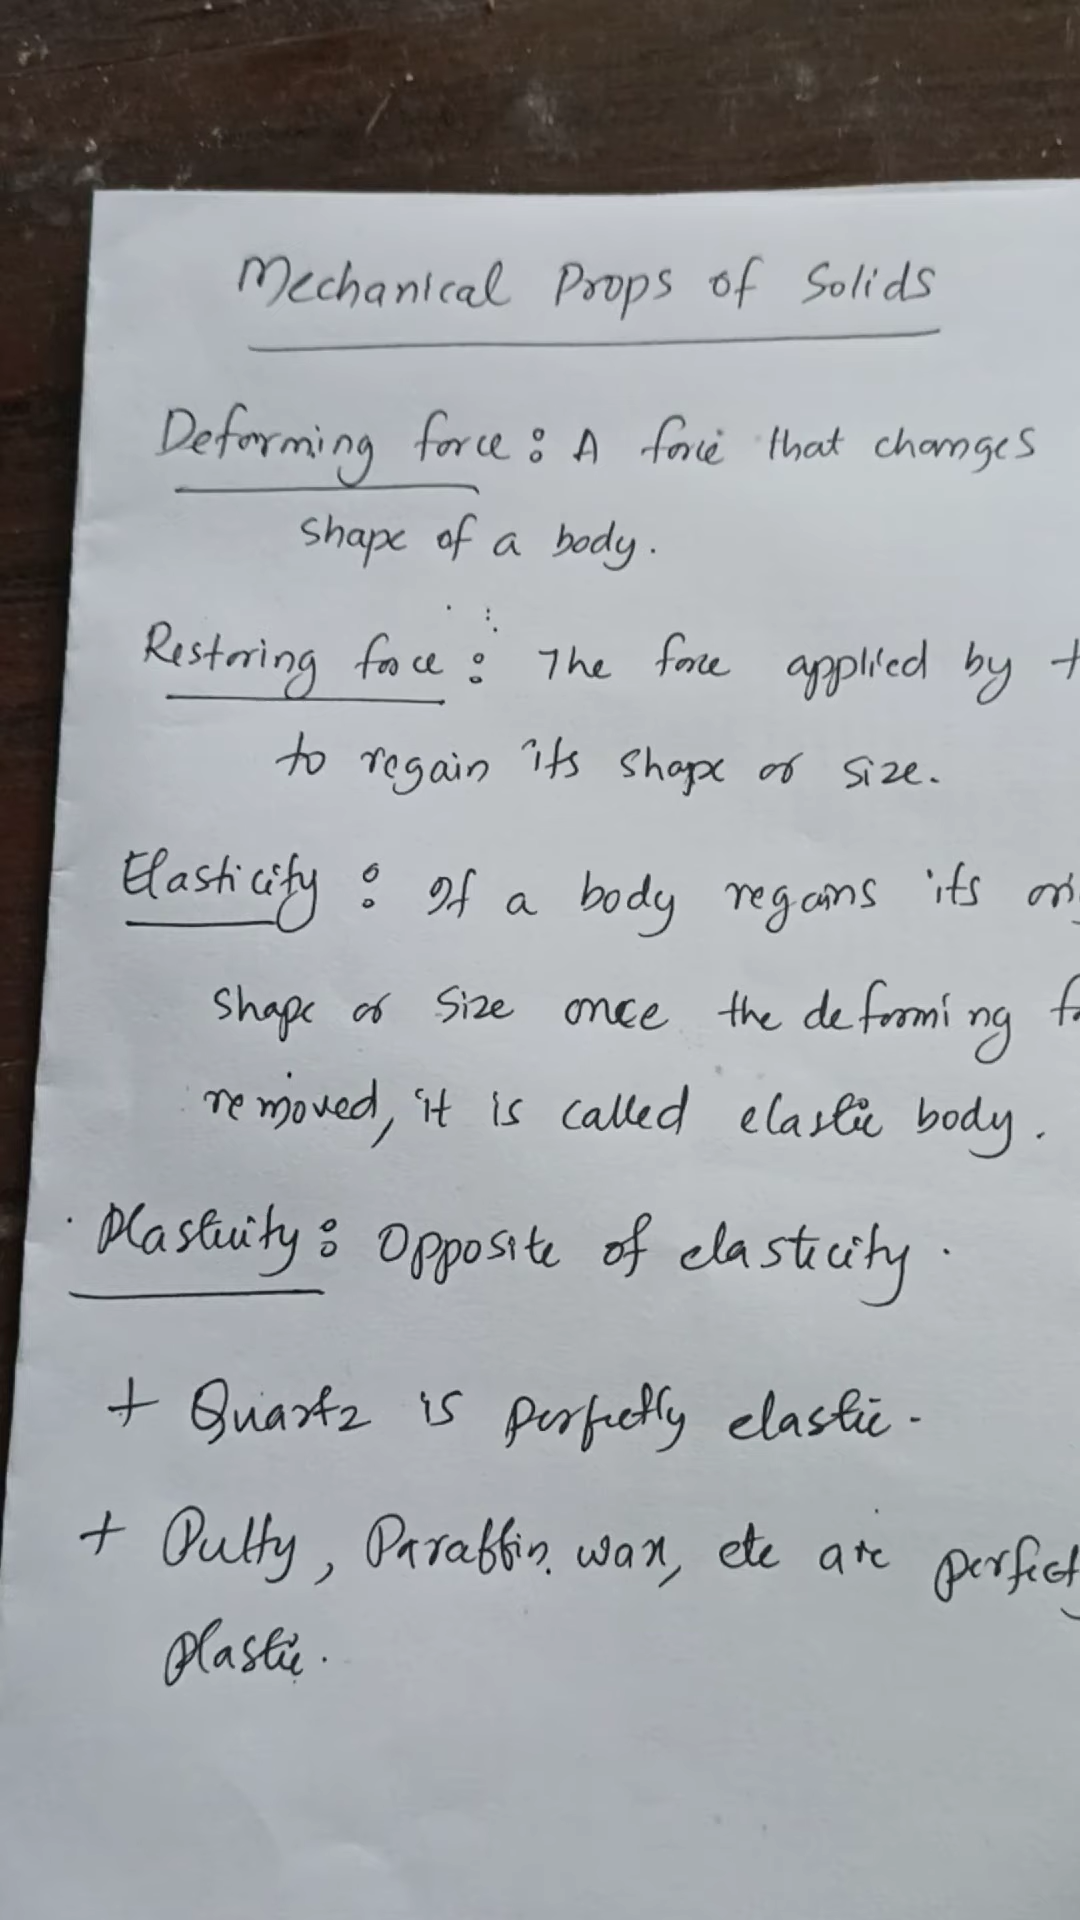 Mechanical Props of Solids
Deforming force : A force that changes
shape of a body.
Restoring force : The force applied by
to regain its shape or size.
Elasticity : If a body regains its
shape or size once the deforming
removed, it is called elastic body.
Plasticity : Opposite of elasticity.
+ Quartz is perfectly elastic.
+ Putty, Paraffin wax, etc are
plastic.